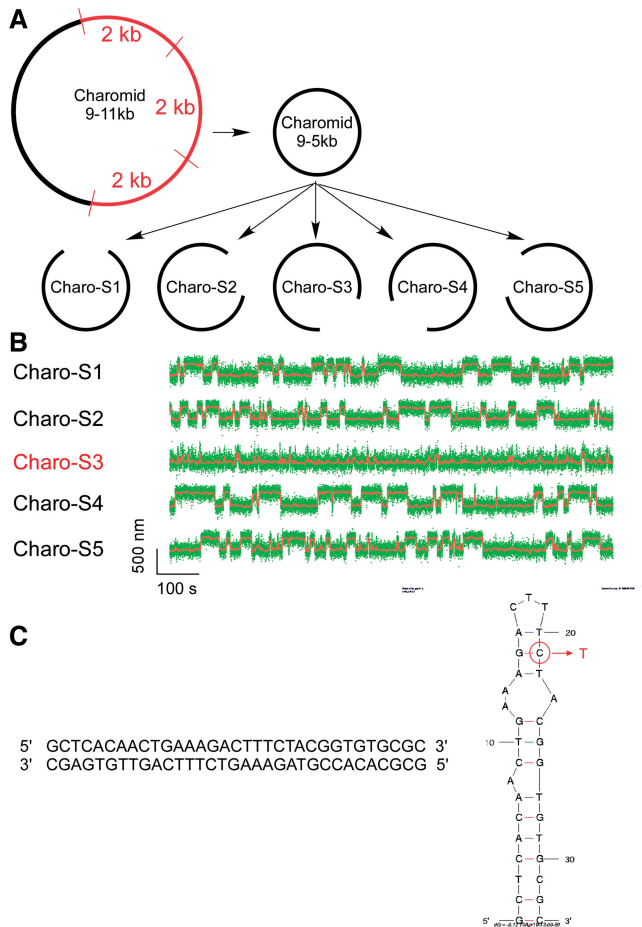 A
2 kb
Charomid
9-11kb
2 kb
2 kb
Charomid
9-5kb
Charo-S1
Charo-S2
Charo-S3
Charo-S4
Charo-S5
B
Charo-S1
Charo-S2
Charo-S3
Charo-S4
Charo-S5
500 nm
100 s
C
5' GCTCACAACTGAAAGACTTTCTACGGTGTGCGC 3'
3' CGAGTGTTGACTTTCTGAAAGATGCCACACGCG 5'
T
C T
A T 20
G C T
A T
A
A
A
G C
10 T G
C G
A
A T
C G
A T
C G 30
T C
C G
5' G C 3'